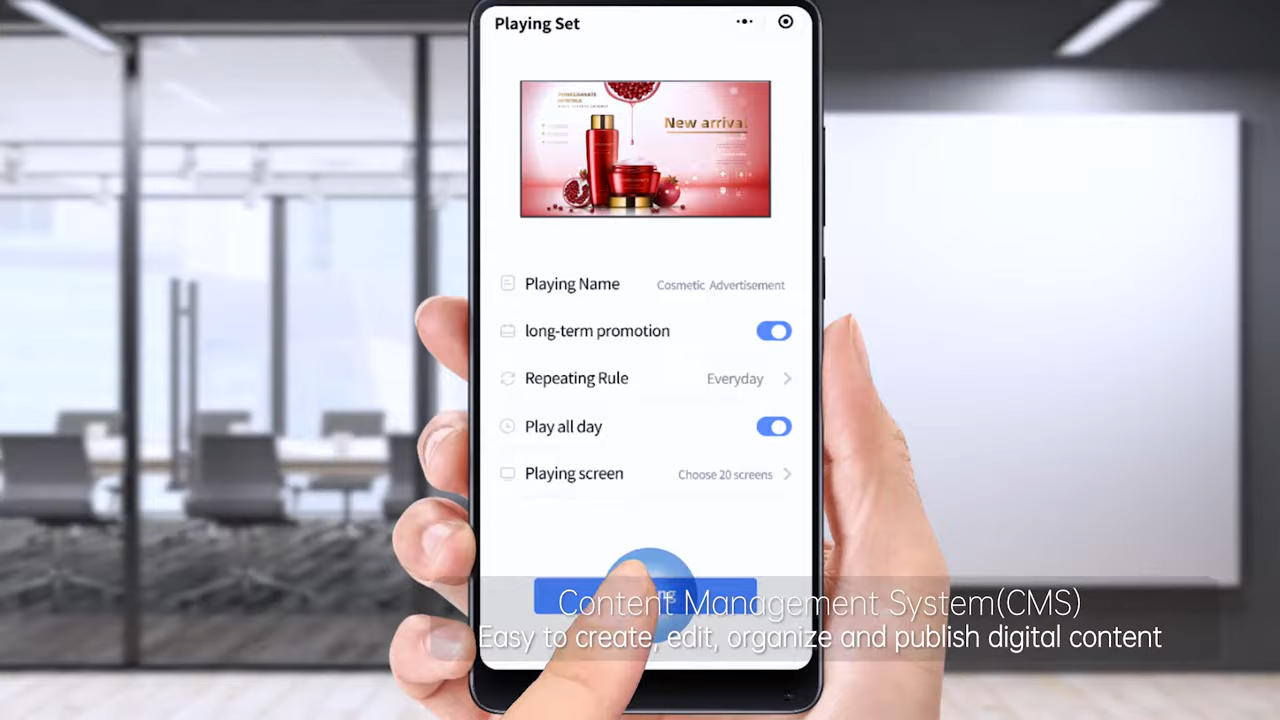 Playing Set
POMEGRANATE
New arrival
Playing Name
Cosmetic Advertisement
long-term promotion
Repeating Rule
Everyday
Play all day
Playing screen
Choose 20 screens
Content Management System(CMS)
Easy to create, edit, organize and publish digital content